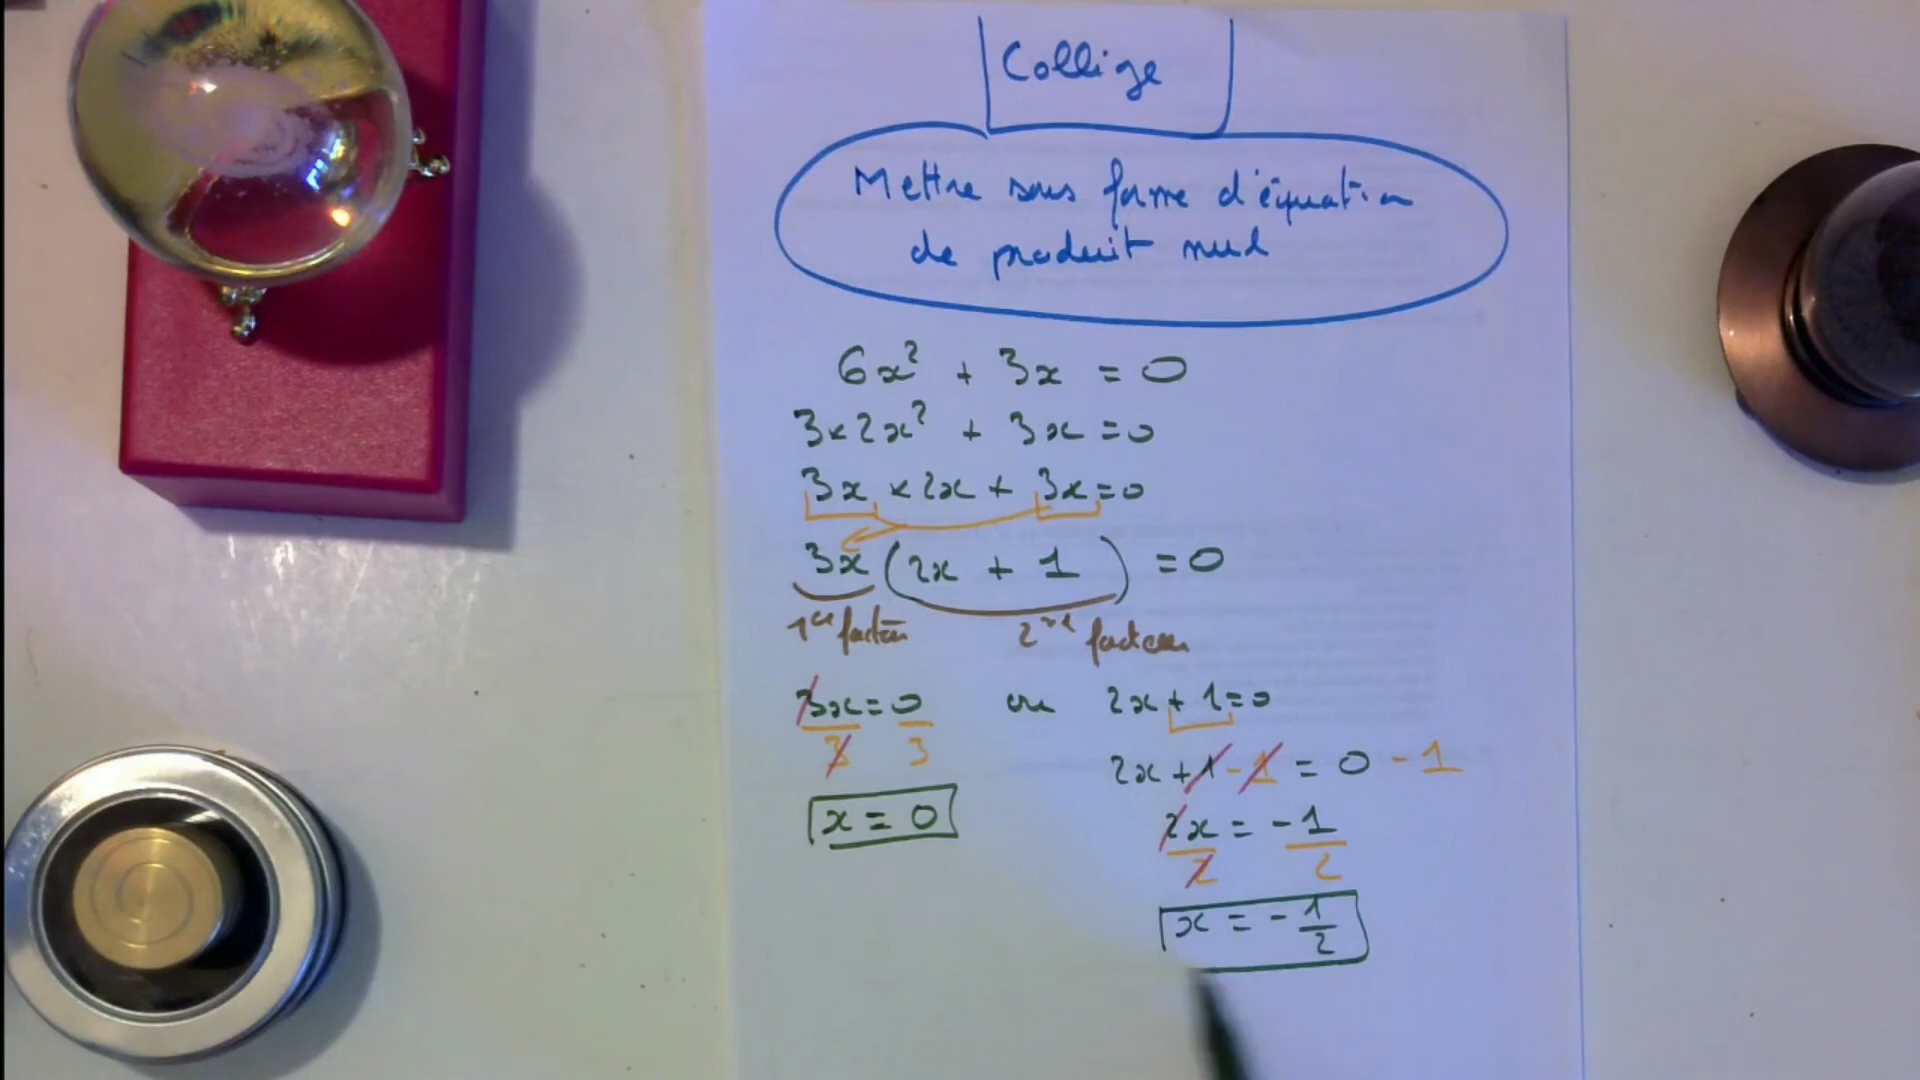 Collège
Mettre sous forme d'équation
de produit nul
6x² + 3x = 0
3×2x² + 3x = 0
3x × 2x + 3x = 0
3x (2x + 1) = 0
1er facteur 2nd facteur
3x = 0 ou 2x + 1 = 0
3 3
2x + 1 - 1 = 0 - 1
x = 0
2x = -1
2 2
x = - 1/2